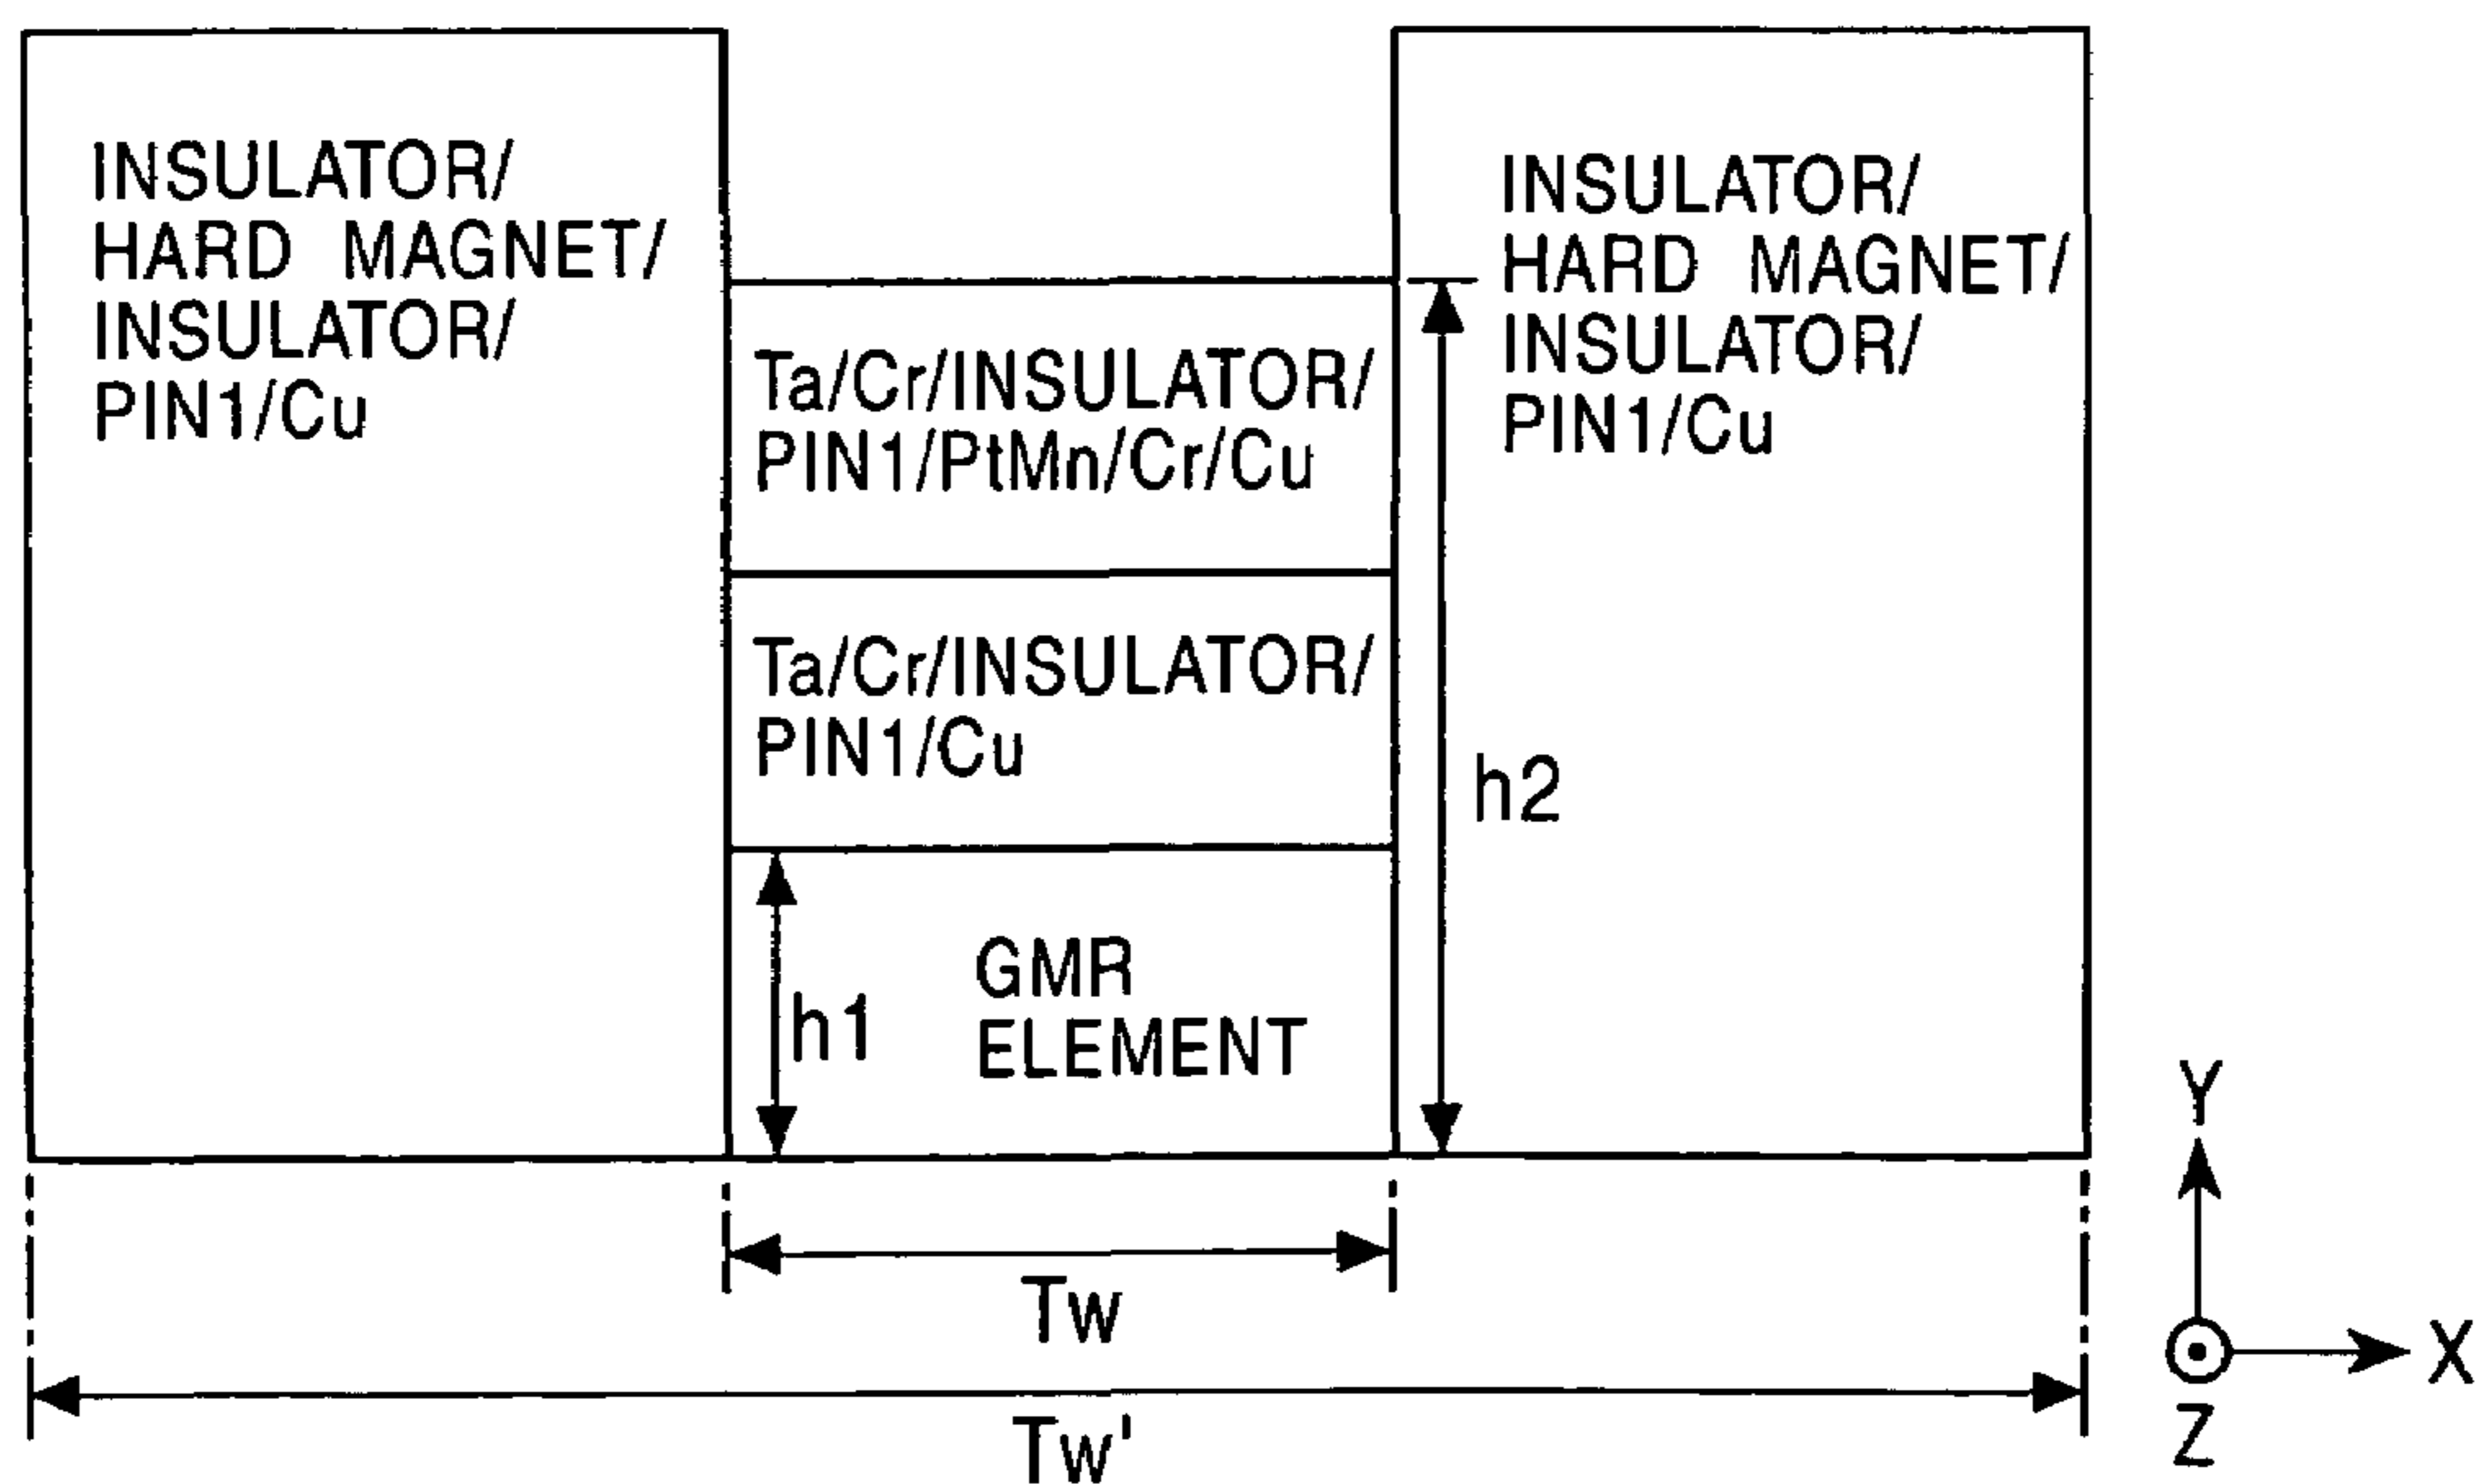 INSULATOR/
HARD MAGNET/
INSULATOR/
PIN1/Cu
Ta/Cr/INSULATOR/
PIN1/PtMn/Cr/Cu
Ta/Cr/INSULATOR/
PIN1/Cu
GMR
ELEMENT
h1
h2
INSULATOR/
HARD MAGNET/
INSULATOR/
PIN1/Cu
Tw
Tw'
Y
X
Z